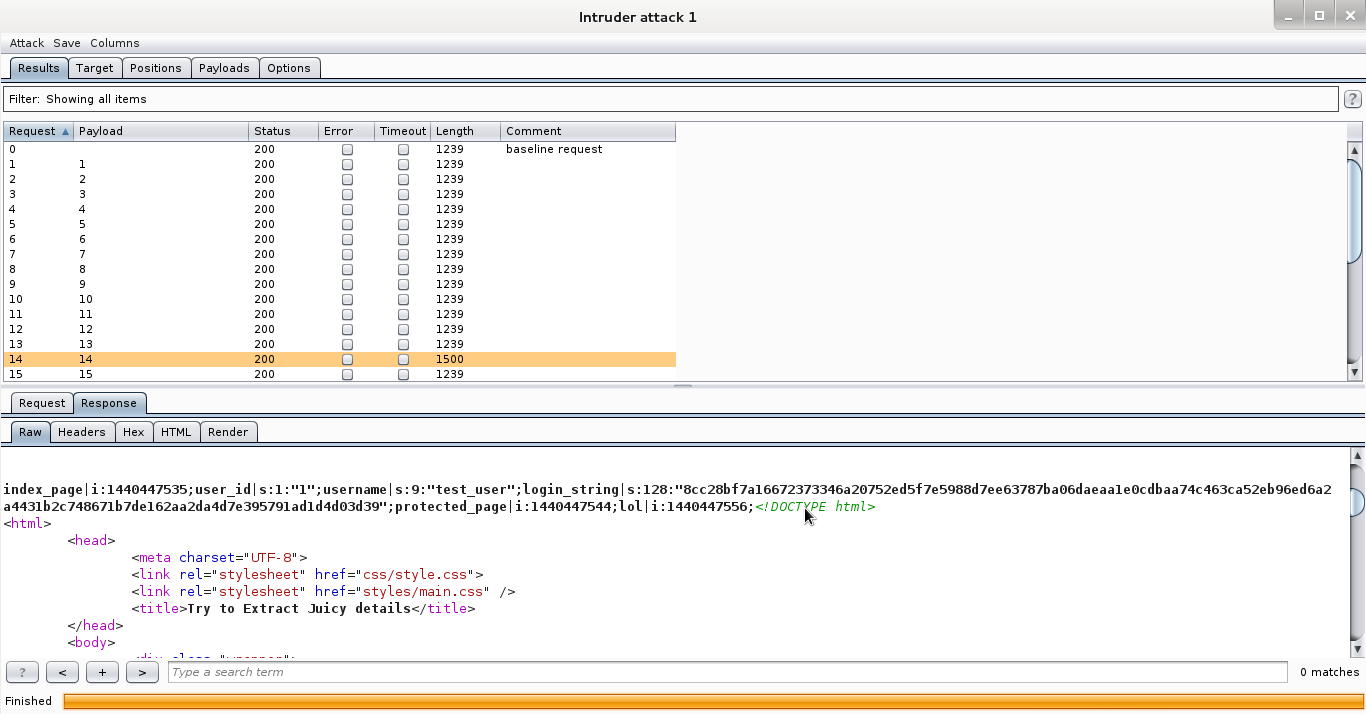 Intruder attack 1
Attack Save Columns
Results Target Positions Payloads Options
Filter: Showing all items ?
Request Payload Status Error Timeout Length Comment
0 200 1239 baseline request
1 1 200 1239
2 2 200 1239
3 3 200 1239
4 4 200 1239
5 5 200 1239
6 6 200 1239
7 7 200 1239
8 8 200 1239
9 9 200 1239
10 10 200 1239
11 11 200 1239
12 12 200 1239
13 13 200 1239
14 14 200 1500
15 15 200 1239
Request Response
Raw Headers Hex HTML Render
index_page|i:1440447535;user_id|s:1:"1";username|s:9:"test_user";login_string|s:128:"8cc28bf7a16672373346a20752ed5f7e5988d7ee63787ba06daeaa1e0cdbaa74c463ca52eb96ed6a2
a4431b2c748671b7de162aa2da4d7e395791ad1d4d03d39";protected_page|i:1440447544;lol|i:1440447556;<!DOCTYPE html>
<html>
<head>
<meta charset="UTF-8">
<link rel="stylesheet" href="css/style.css">
<link rel="stylesheet" href="styles/main.css" />
<title>Try to Extract Juicy details</title>
</head>
<body>
? < + > Type a search term 0 matches
Finished